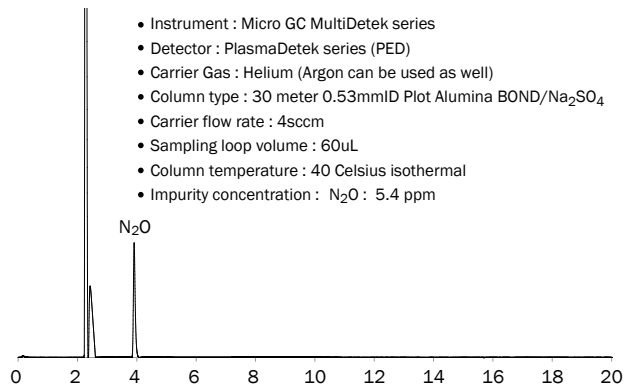 • Instrument : Micro GC MultiDetek series
• Detector : PlasmaDetek series (PED)
• Carrier Gas : Helium (Argon can be used as well)
• Column type : 30 meter 0.53mmID Plot Alumina BOND/Na₂SO₄
• Carrier flow rate : 4sccm
• Sampling loop volume : 60uL
• Column temperature : 40 Celsius isothermal
• Impurity concentration : N₂O : 5.4 ppm
N₂O
0 2 4 6 8 10 12 14 16 18 20